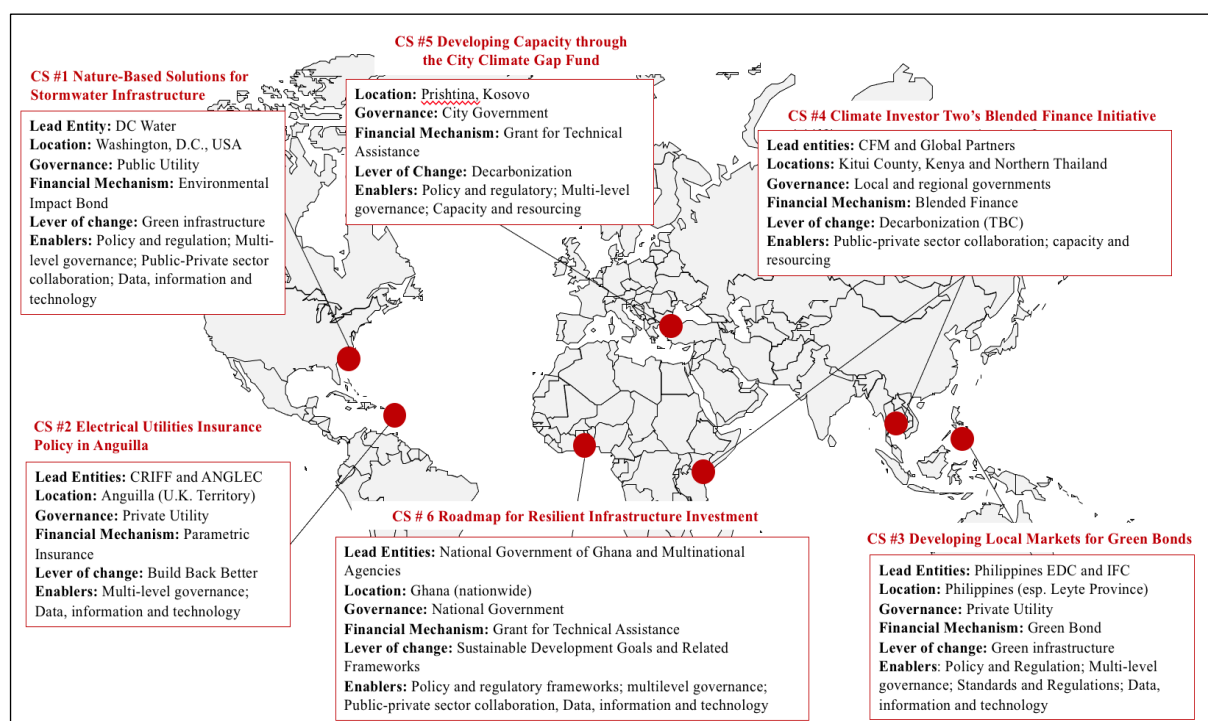 CS #5 Developing Capacity through
the City Climate Gap Fund
Location: Prishtina, Kosovo
Governance: City Government
Financial Mechanism: Grant for Technical
Assistance
Lever of Change: Decarbonization
Enablers: Policy and regulatory; Multi-level
governance; Capacity and resourcing
CS #1 Nature-Based Solutions for
Stormwater Infrastructure
Lead Entity: DC Water
Location: Washington, D.C., USA
Governance: Public Utility
Financial Mechanism: Environmental
Impact Bond
Lever of change: Green infrastructure
Enablers: Policy and regulation; Multi-
level governance; Public-Private sector
collaboration; Data, information and
technology
CS #4 Climate Investor Two’s Blended Finance Initiative
Lead entities: CFM and Global Partners
Locations: Kitui County, Kenya and Northern Thailand
Governance: Local and regional governments
Financial Mechanism: Blended Finance
Lever of change: Decarbonization (TBC)
Enablers: Public-private sector collaboration; capacity and
resourcing
CS #2 Electrical Utilities Insurance
Policy in Anguilla
Lead Entities: CRIFF and ANGLEC
Location: Anguilla (U.K. Territory)
Governance: Private Utility
Financial Mechanism: Parametric
Insurance
Lever of change: Build Back Better
Enablers: Multi-level governance;
Data, information and technology
CS # 6 Roadmap for Resilient Infrastructure Investment
Lead Entities: National Government of Ghana and Multinational
Agencies
Location: Ghana (nationwide)
Governance: National Government
Financial Mechanism: Grant for Technical Assistance
Lever of change: Sustainable Development Goals and Related
Frameworks
Enablers: Policy and regulatory frameworks; multilevel governance;
Public-private sector collaboration, Data, information and technology
CS #3 Developing Local Markets for Green Bonds
Lead Entities: Philippines EDC and IFC
Location: Philippines (esp. Leyte Province)
Governance: Private Utility
Financial Mechanism: Green Bond
Lever of change: Green infrastructure
Enablers: Policy and Regulation; Multi-level
governance; Standards and Regulations; Data,
information and technology